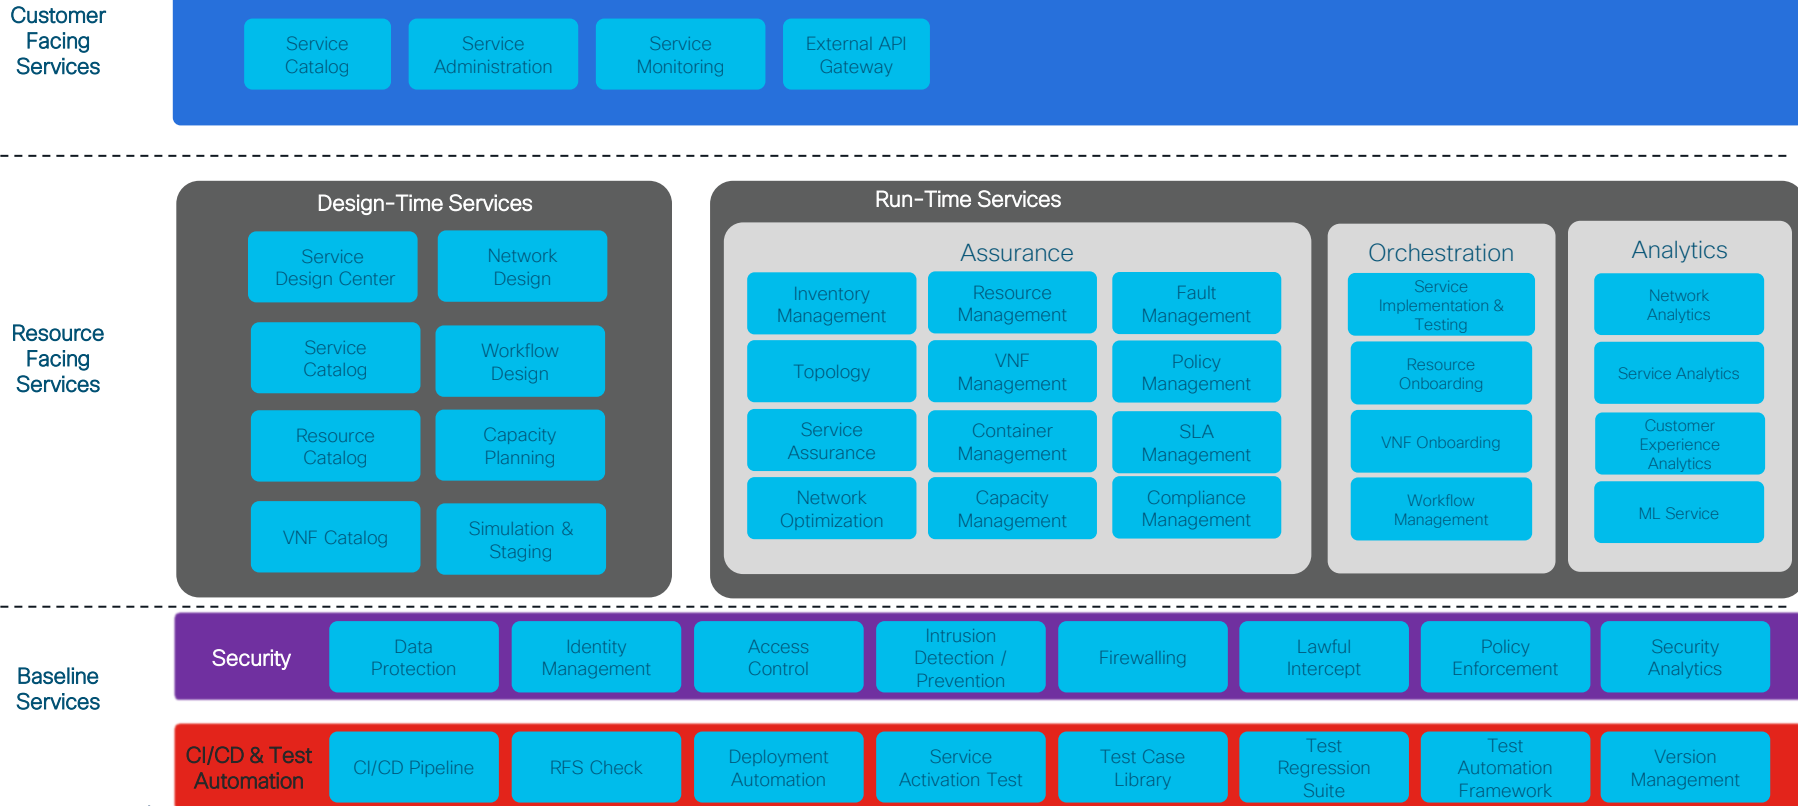 Customer
Facing
Services
Service
Catalog
Service
Administration
Service
Monitoring
External API
Gateway
Resource
Facing
Services
Design-Time Services
Service
Design Center
Network
Design
Service
Catalog
Workflow
Design
Resource
Catalog
Capacity
Planning
VNF Catalog
Simulation &
Staging
Run-Time Services
Assurance
Inventory
Management
Resource
Management
Fault
Management
Topology
VNF
Management
Policy
Management
Service
Assurance
Container
Management
SLA
Management
Network
Optimization
Capacity
Management
Compliance
Management
Orchestration
Service
Implementation &
Testing
Resource
Onboarding
VNF Onboarding
Workflow
Management
Analytics
Network
Analytics
Service Analytics
Customer
Experience
Analytics
ML Service
Baseline
Services
Security
Data
Protection
Identity
Management
Access
Control
Intrusion
Detection /
Prevention
Firewalling
Lawful
Intercept
Policy
Enforcement
Security
Analytics
CI/CD & Test
Automation
CI/CD Pipeline
RFS Check
Deployment
Automation
Service
Activation Test
Test Case
Library
Test
Regression
Suite
Test
Automation
Framework
Version
Management